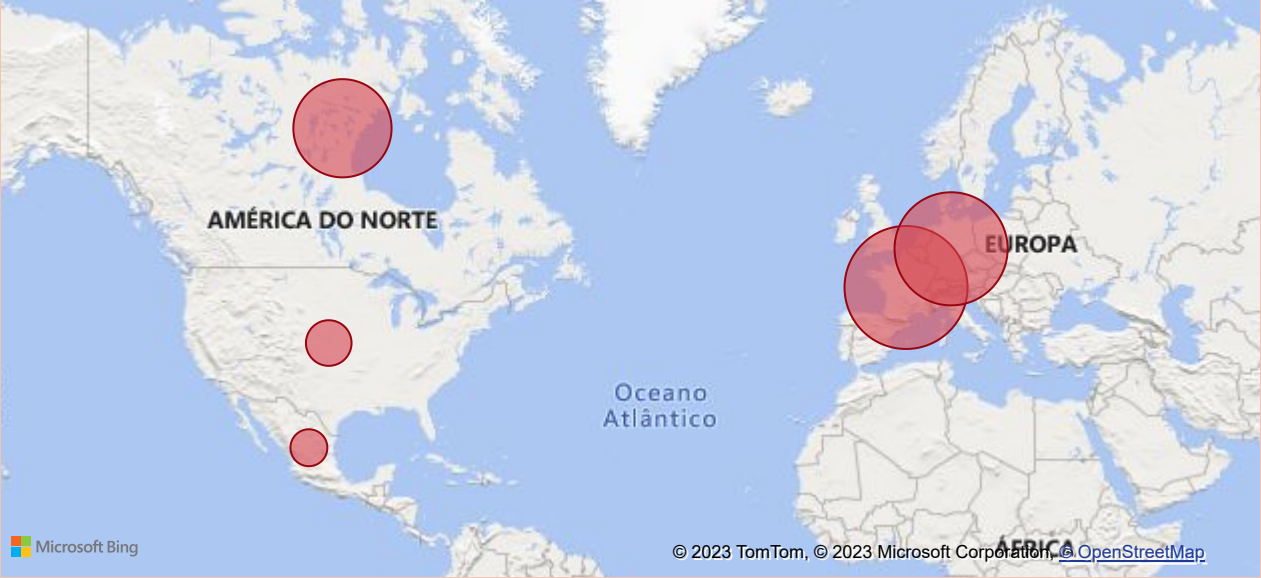 AMÉRICA DO NORTE
EUROPA
Oceano
Atlântico
ÁFRICA
Microsoft Bing
© 2023 TomTom, © 2023 Microsoft Corporation, © OpenStreetMap